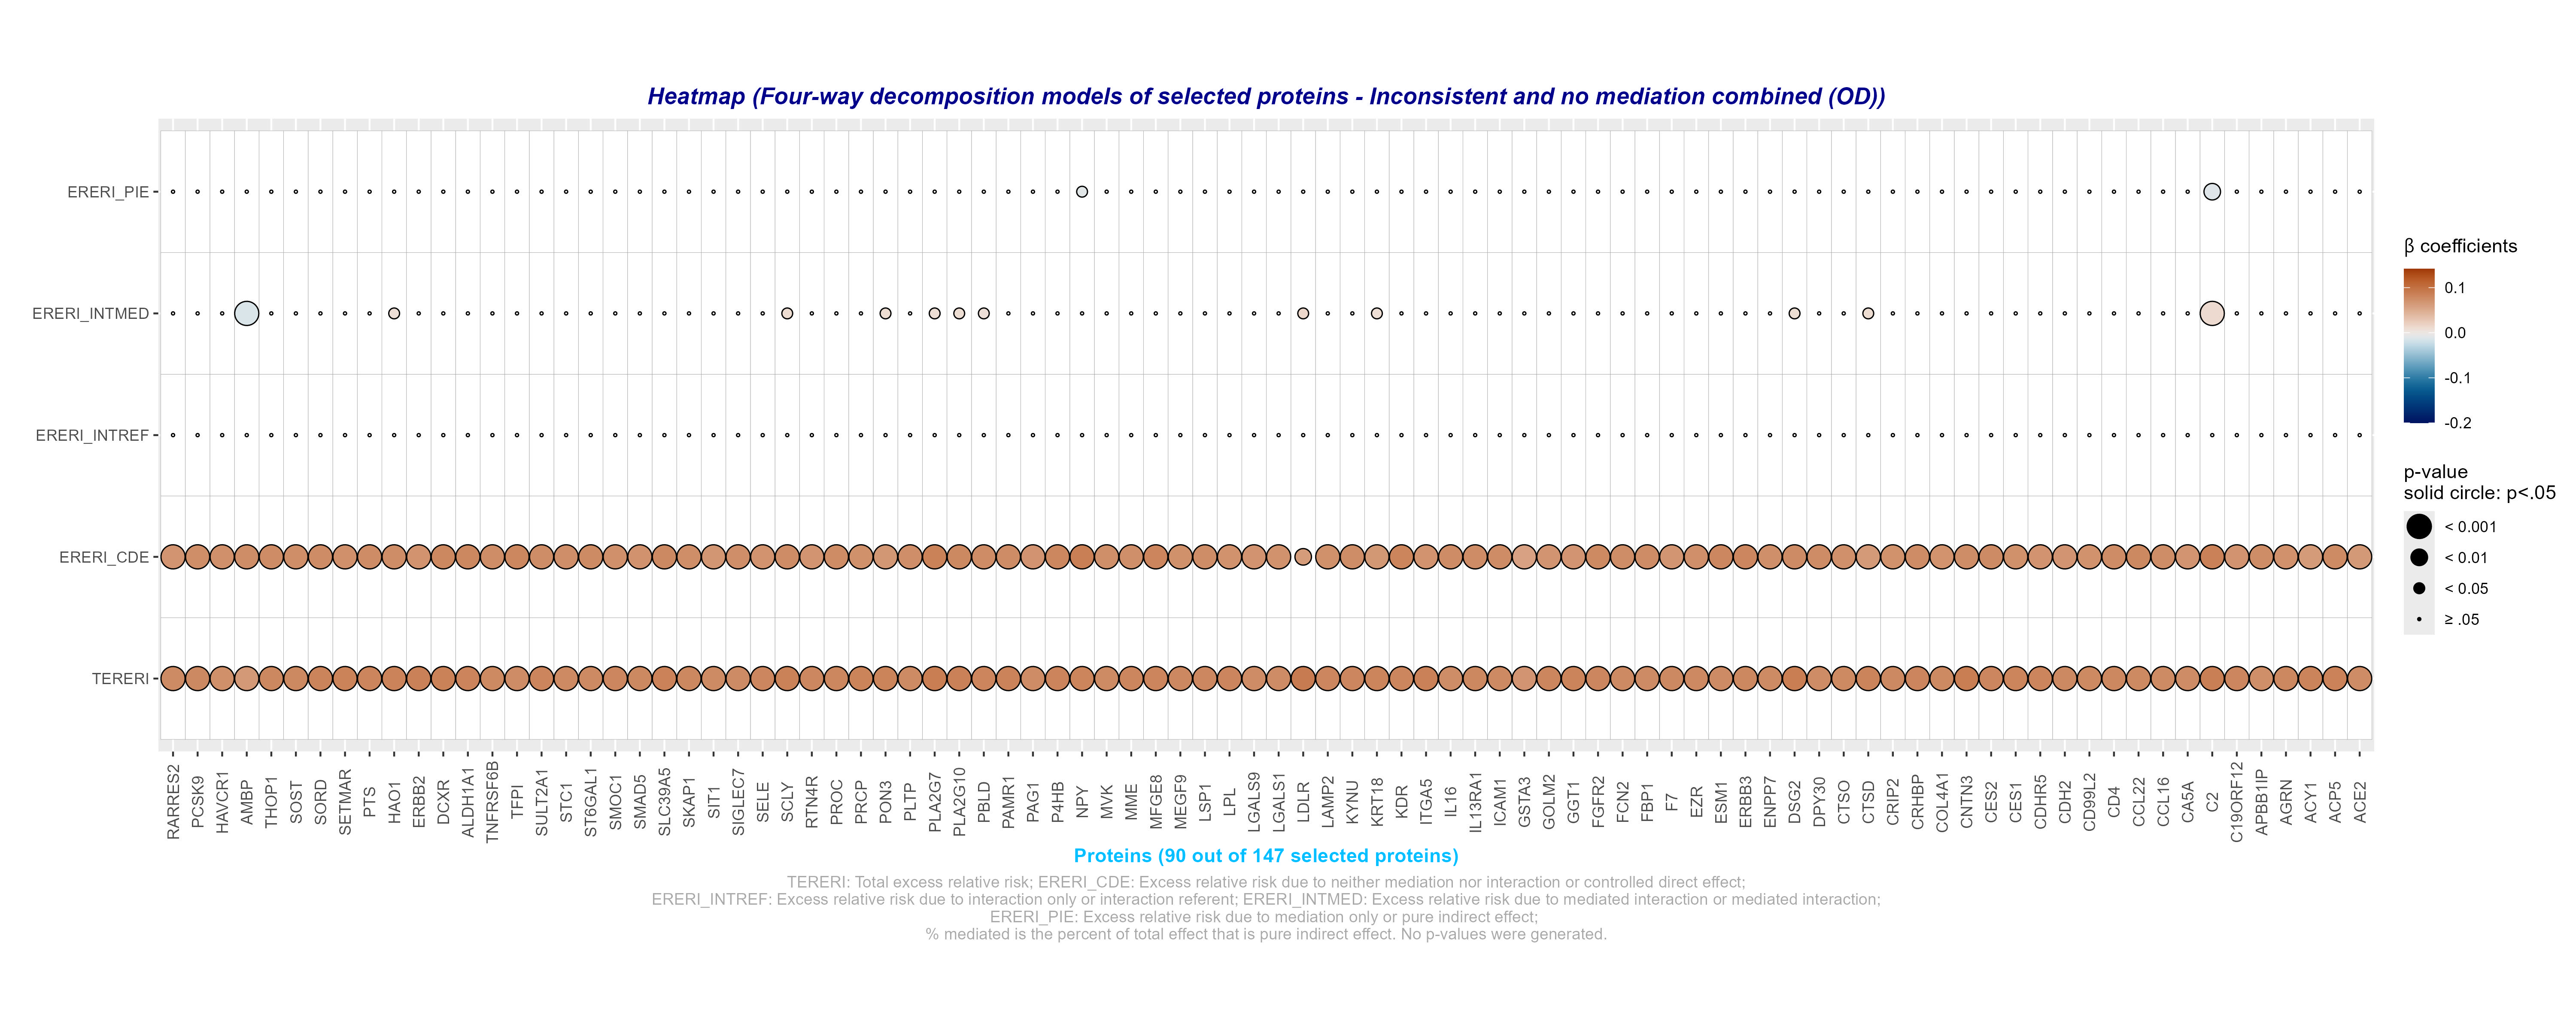 Heatmap (Four-way decomposition models of selected proteins - Inconsistent and no mediation combined (OD))
ERERI_PIE
ERERI_INTMED
ERERI_INTREF
ERERI_CDE
TERERI
RARRES2
PCSK9
HAVCR1
AMBP
THOP1
SOST
SORD
SETMAR
PTS
HAO1
ERBB2
DCXR
ALDH1A1
TNFRSF6B
TFPI
SULT2A1
STC1
ST6GAL1
SMOC1
SMAD5
SLC39A5
SKAP1
SIT1
SIGLEC7
SELE
SCLY
RTN4R
PROC
PRCP
PON3
PLTP
PLA2G7
PLA2G10
PBLD
PAMR1
PAG1
P4HB
NPY
MVK
MME
MFGE8
MEGF9
LSP1
LPL
LGALS9
LGALS1
LDLR
LAMP2
KYNU
KRT18
KDR
ITGA5
IL16
IL13RA1
ICAM1
GSTA3
GOLM2
GGT1
FGFR2
FCN2
FBP1
F7
EZR
ESM1
ERBB3
ENPP7
DSG2
DPY30
CTSO
CTSD
CRIP2
CRHBP
COL4A1
CNTN3
CES2
CES1
CDHR5
CDH2
CD99L2
CD4
CCL22
CCL16
CA5A
C2
C19ORF12
APBB1IP
AGRN
ACY1
ACP5
ACE2
Proteins (90 out of 147 selected proteins)
TERERI: Total excess relative risk; ERERI_CDE: Excess relative risk due to neither mediation nor interaction or controlled direct effect;
ERERI_INTREF: Excess relative risk due to interaction only or interaction referent; ERERI_INTMED: Excess relative risk due to mediated interaction or mediated interaction;
ERERI_PIE: Excess relative risk due to mediation only or pure indirect effect;
% mediated is the percent of total effect that is pure indirect effect. No p-values were generated.
β coefficients
0.1
0.0
-0.1
-0.2
p-value
solid circle: p<.05
< 0.001
< 0.01
< 0.05
≥ .05